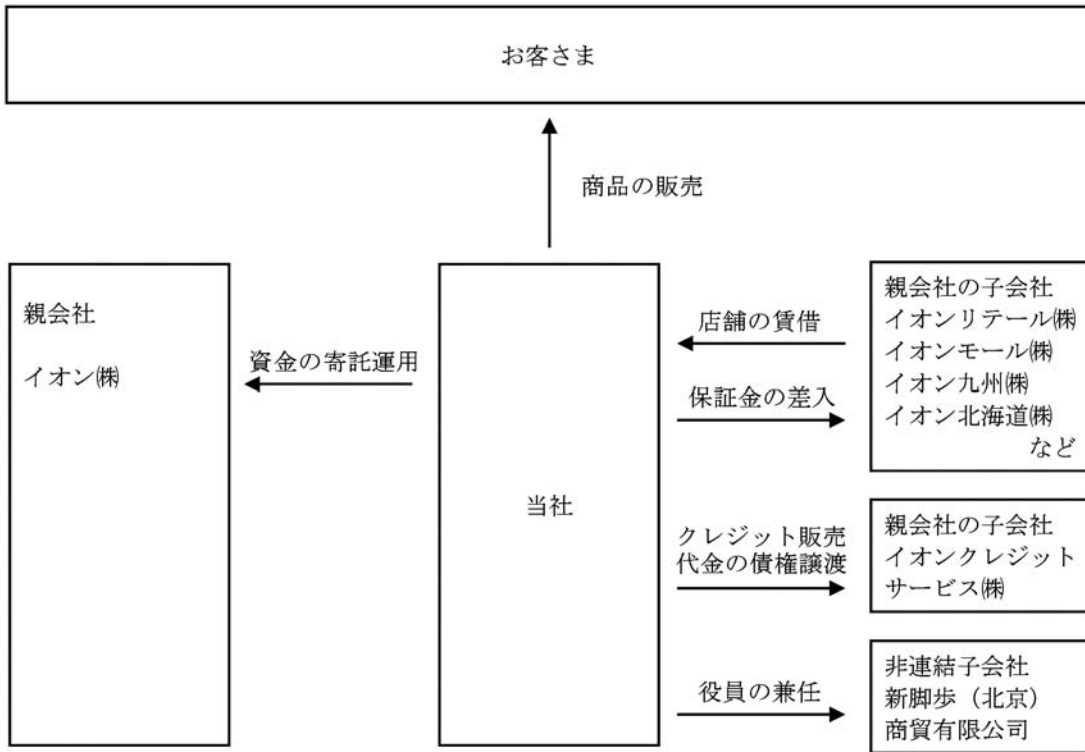 お客さま
商品の販売
親会社
イオン㈱
資金の寄託運用
当社
店舗の賃借
保証金の差入
親会社の子会社
イオンリテール㈱
イオンモール㈱
イオン九州㈱
イオン北海道㈱
など
クレジット販売
代金の債権譲渡
親会社の子会社
イオンクレジット
サービス㈱
役員の兼任
非連結子会社
新脚歩（北京）
商貿有限公司